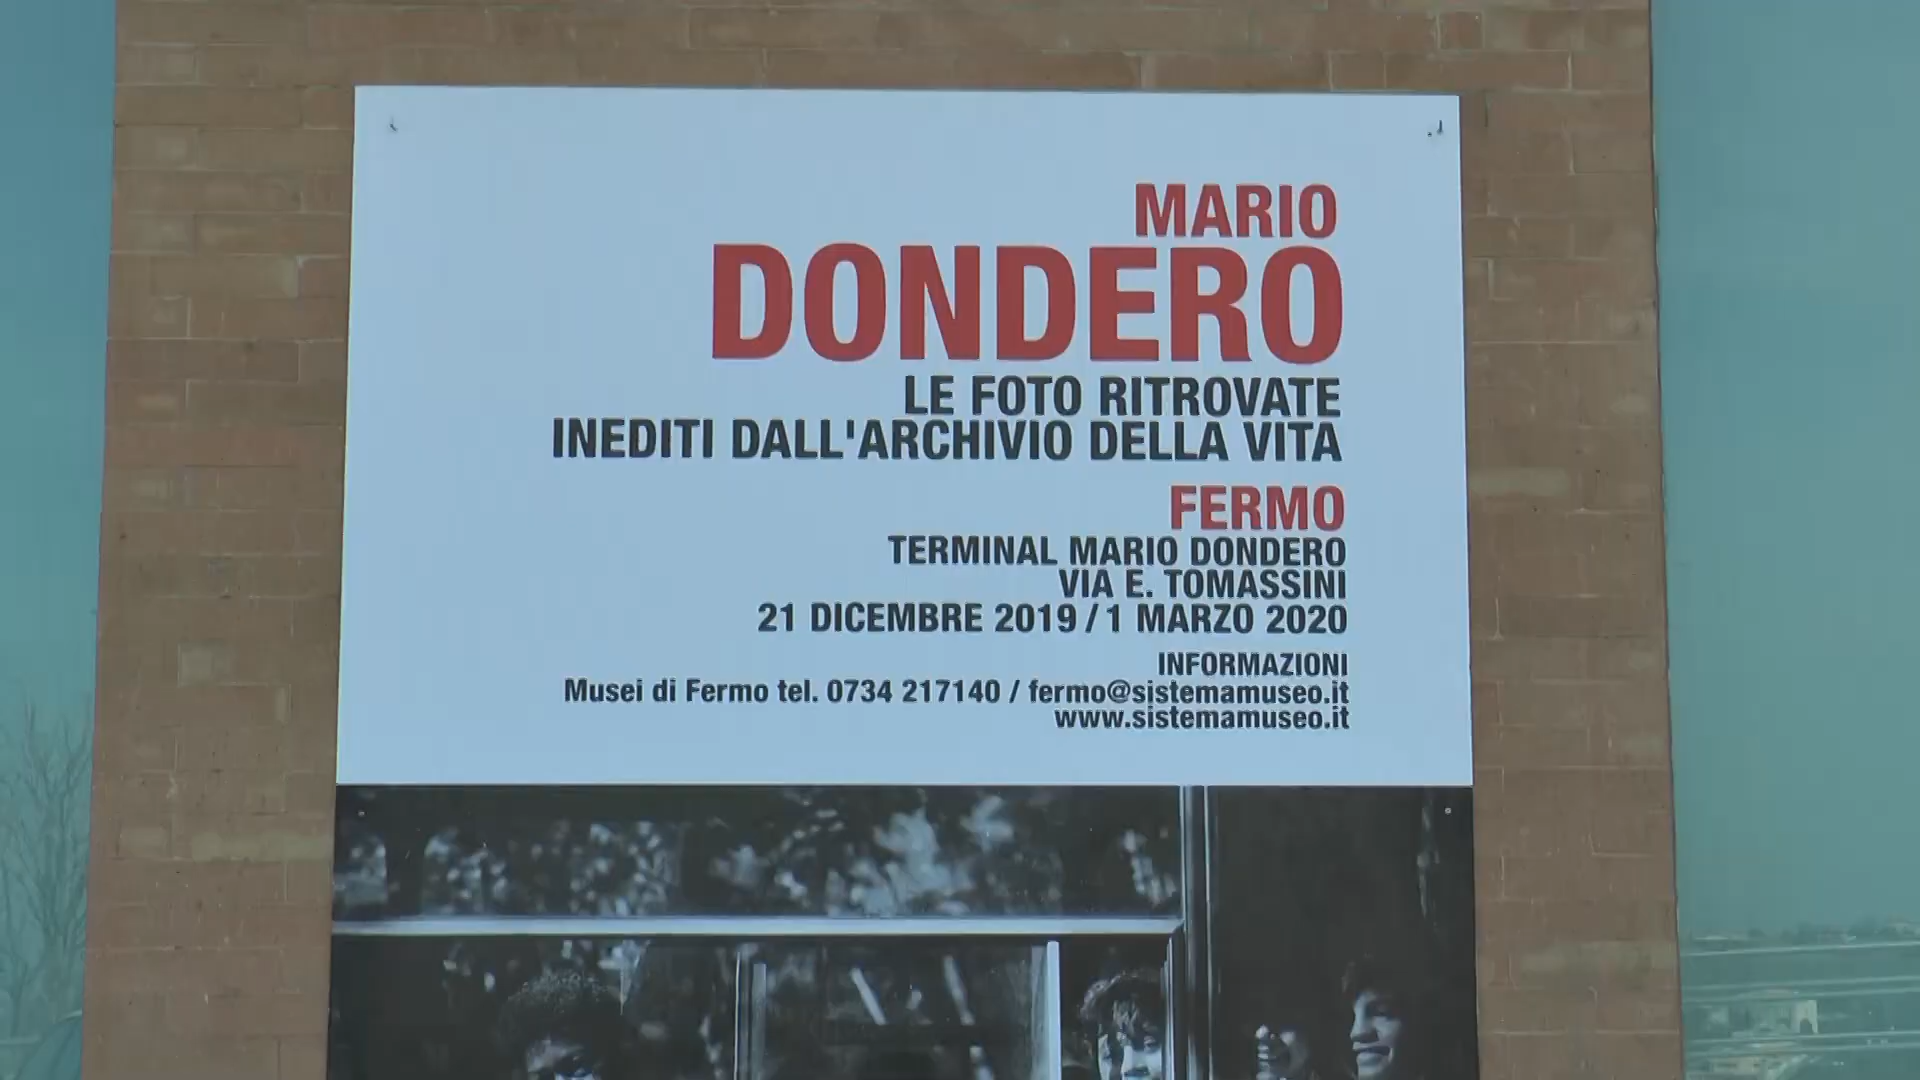 MARIO
DONDERO
LE FOTO RITROVATE
INEDITI DALL'ARCHIVIO DELLA VITA
FERMO
TERMINAL MARIO DONDERO
VIA E. TOMASSINI
21 DICEMBRE 2019 / 1 MARZO 2020
INFORMAZIONI
Musei di Fermo tel. 0734 217140 / fermo@sistemamuseo.it
www.sistemamuseo.it